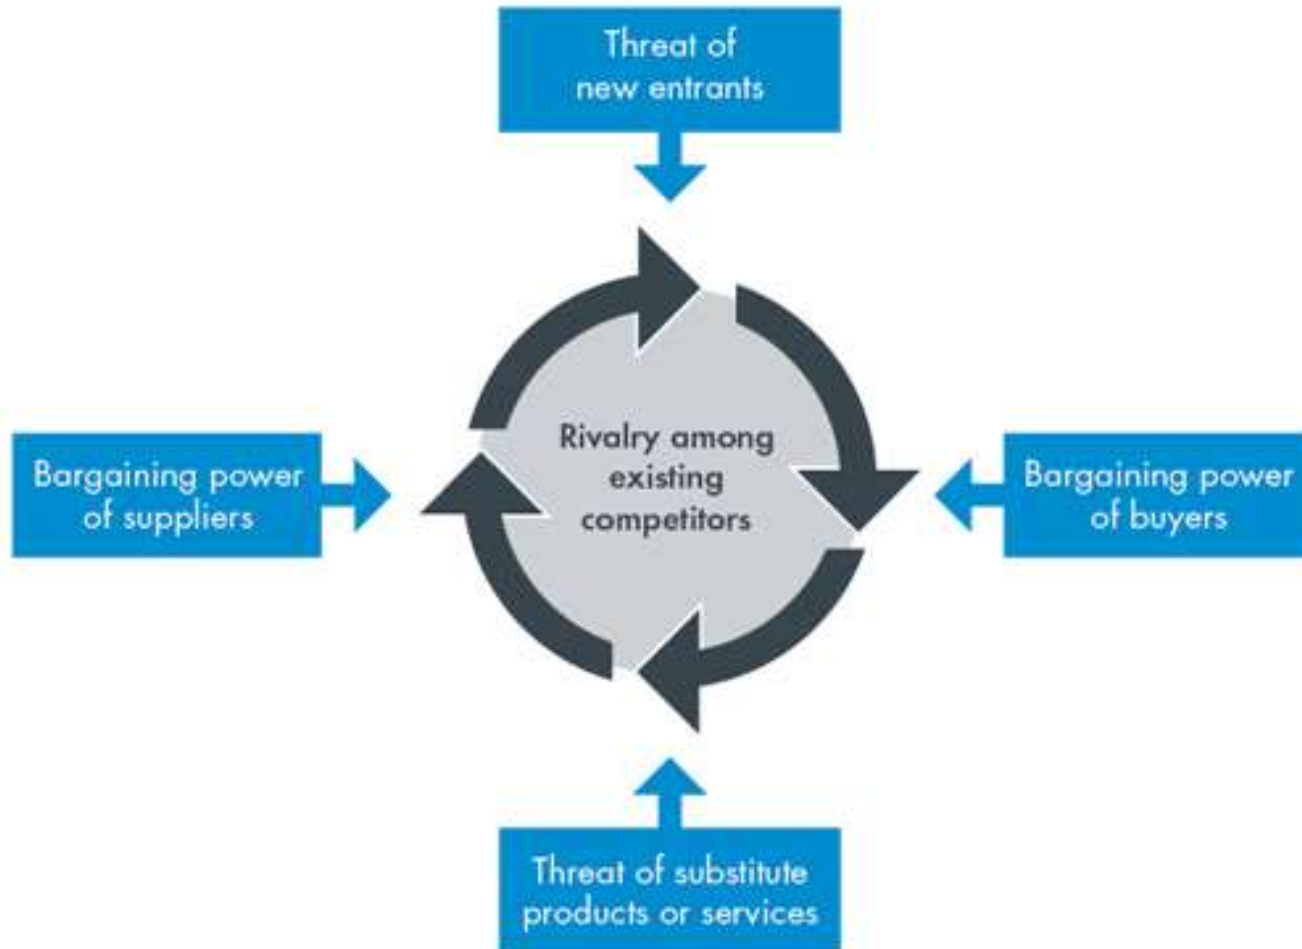 Threat of
new entrants
Bargaining power
of suppliers
Rivalry among
existing
competitors
Bargaining power
of buyers
Threat of substitute
products or services